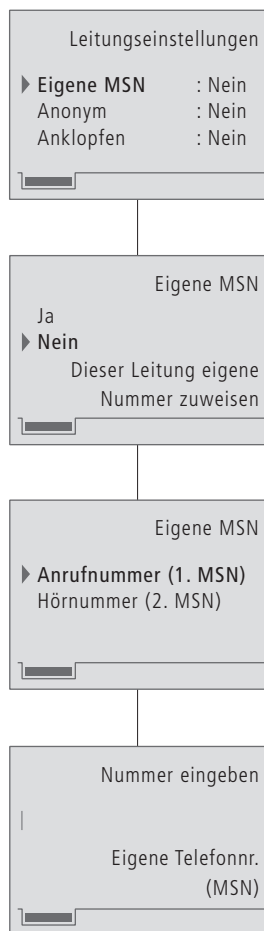 Leitungseinstellungen
Eigene MSN : Nein
Anonym : Nein
Anklopfen : Nein
Eigene MSN
Ja
Nein
Dieser Leitung eigene
Nummer zuweisen
Eigene MSN
Anrufnummer (1. MSN)
Hörnummer (2. MSN)
Nummer eingeben
Eigene Telefonnr.
(MSN)